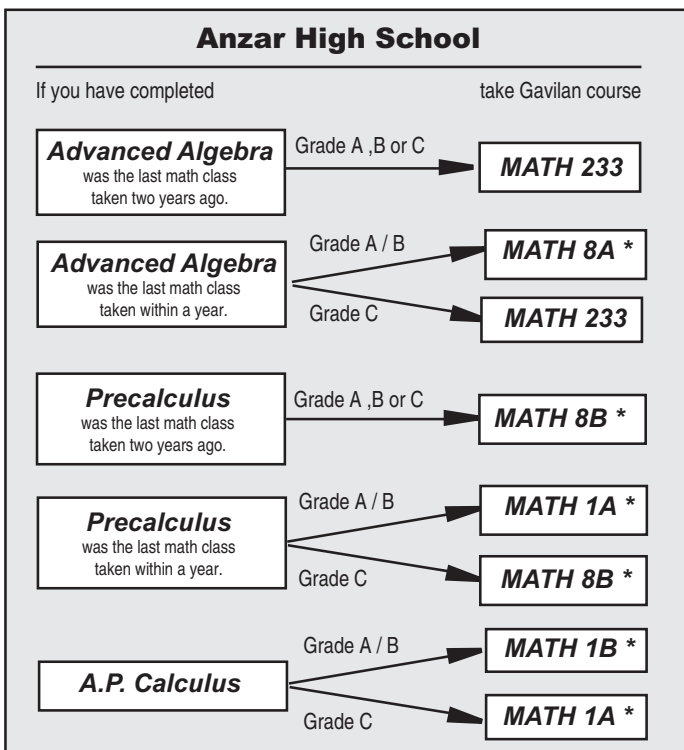 Anzar High School
If you have completed
take Gavilan course
Advanced Algebra
was the last math class
taken two years ago.
Grade A ,B or C
MATH 233
Advanced Algebra
was the last math class
taken within a year.
Grade A / B
MATH 8A *
Grade C
MATH 233
Precalculus
was the last math class
taken two years ago.
Grade A ,B or C
MATH 8B *
Precalculus
was the last math class
taken within a year.
Grade A / B
MATH 1A *
Grade C
MATH 8B *
A.P. Calculus
Grade A / B
MATH 1B *
Grade C
MATH 1A *